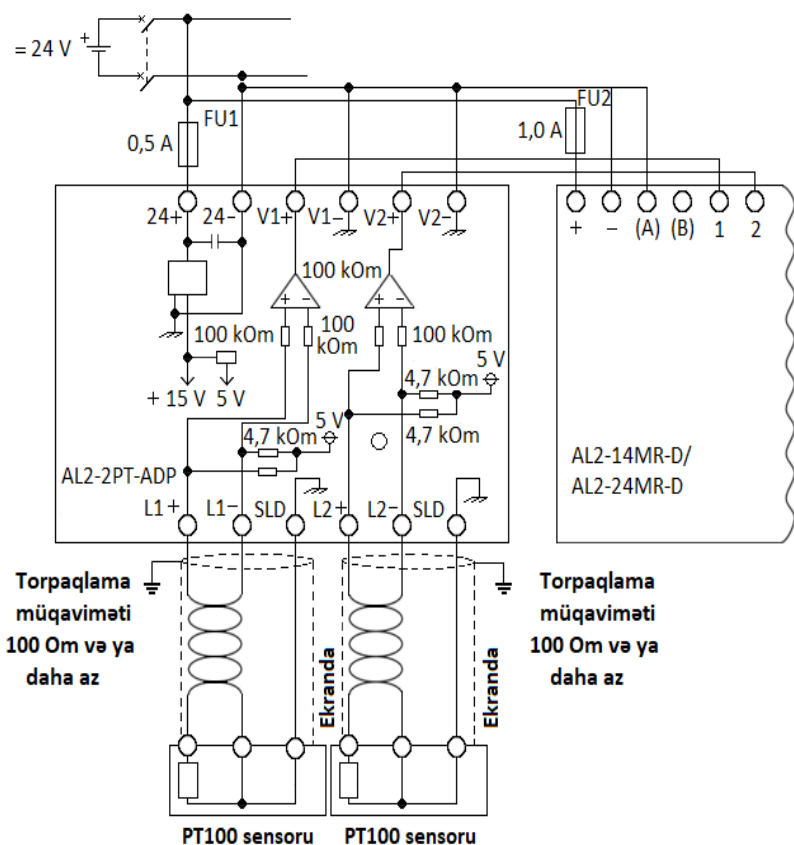 = 24 V
+
FU1
0,5 A
FU2
1,0 A
24+ 24- V1+ V1- V2+ V2-
+ - (A) (B) 1 2
100 kOm
+ - + -
100 kOm
100
kOm
100 kOm
5 V
4,7 kOm
+ 15 V 5 V
5 V
4,7 kOm
4,7 kOm
AL2-2PT-ADP
AL2-14MR-D/
AL2-24MR-D
L1+ L1- SLD L2+ L2- SLD
Torpaqlama
müqaviməti
100 Om və ya
daha az
Ekranda
Ekranda
Torpaqlama
müqaviməti
100 Om və ya
daha az
PT100 sensoru PT100 sensoru